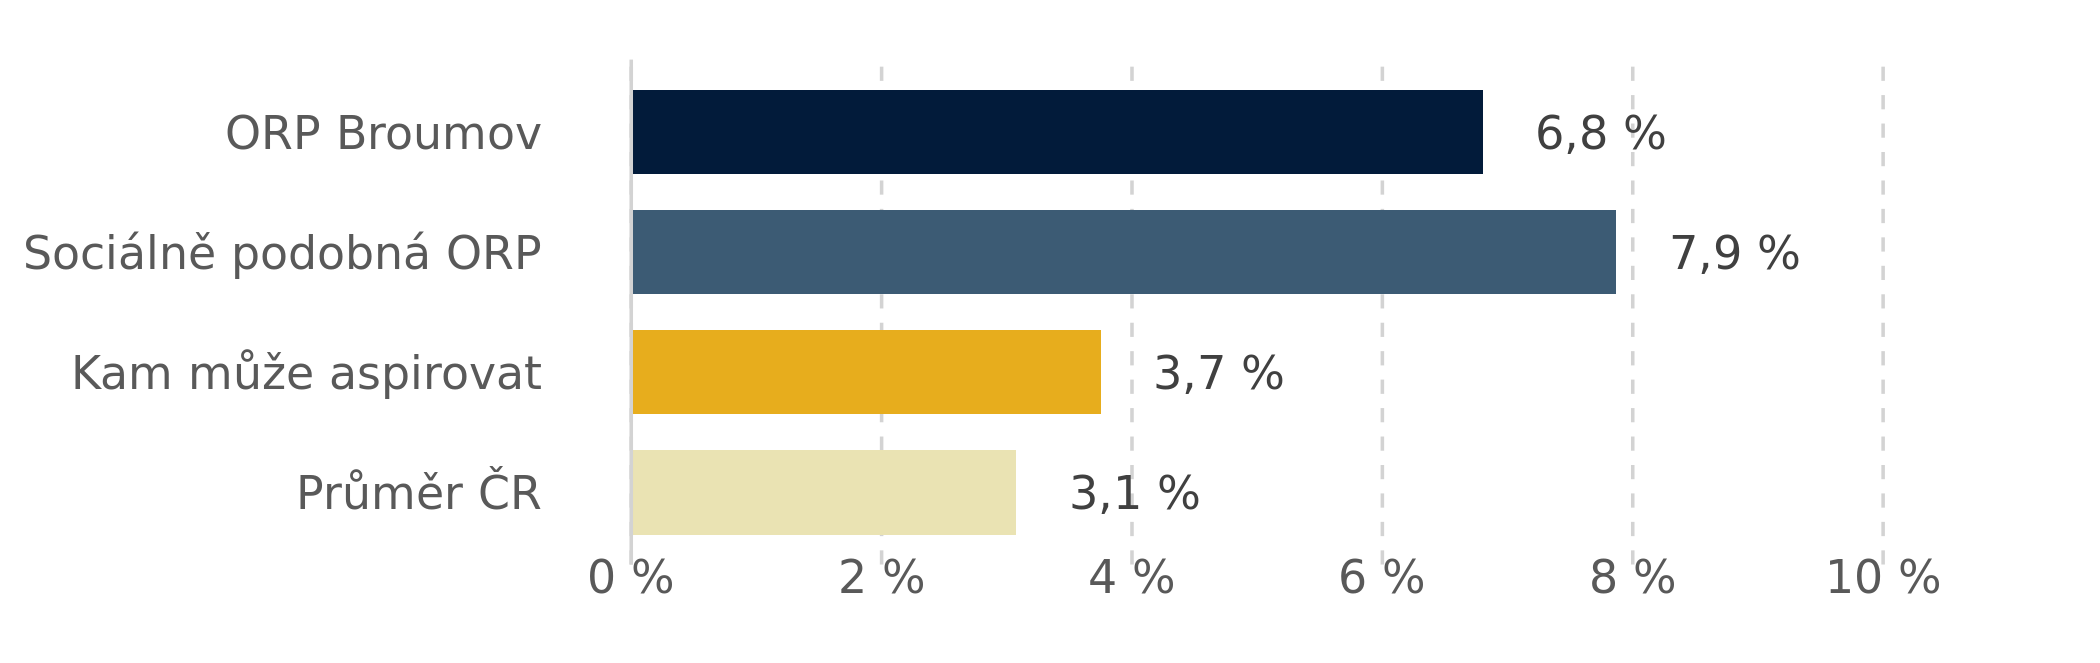 ORP Broumov 6,8 %
Sociálně podobná ORP 7,9 %
Kam může aspirovat 3,7 %
Průměr ČR 3,1 %
0 % 2 % 4 % 6 % 8 % 10 %